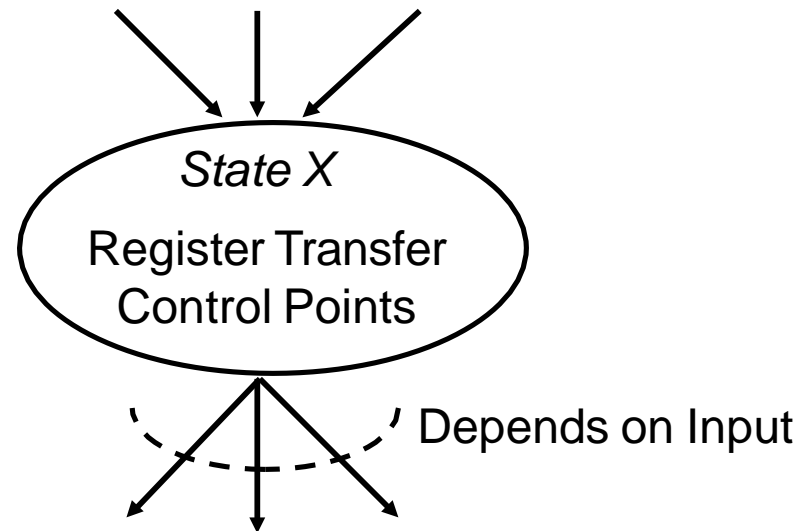 State X
Register Transfer
Control Points
Depends on Input